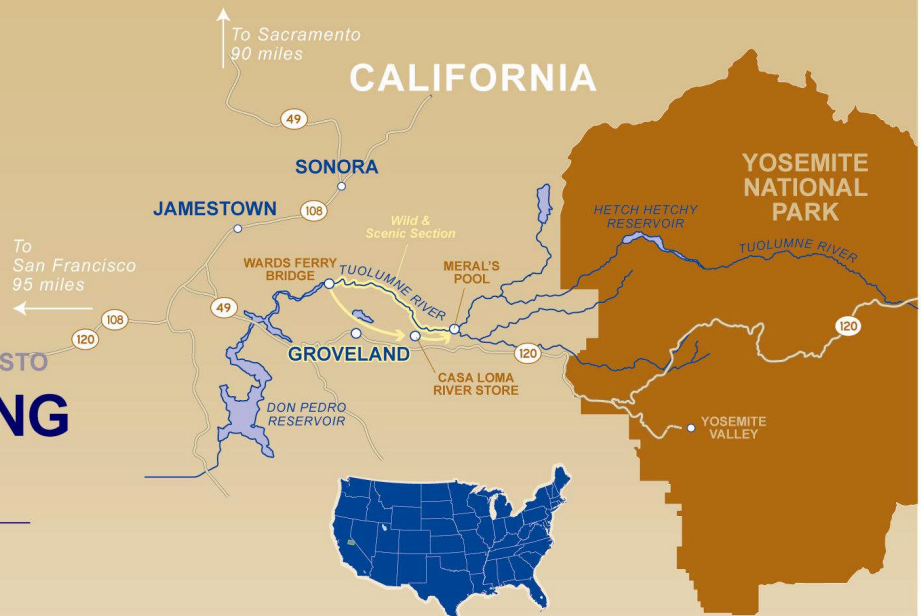 To Sacramento
90 miles
CALIFORNIA
49
SONORA
YOSEMITE
NATIONAL
PARK
JAMESTOWN
108
HETCH HETCHY
RESERVOIR
Wild &
Scenic Section
TUOLUMNE RIVER
To
San Francisco
95 miles
WARDS FERRY
BRIDGE
TUOLUMNE RIVER
MERAL'S
POOL
49
108
120
120
120
GROVELAND
STO
CASA LOMA
RIVER STORE
NG
DON PEDRO
RESERVOIR
YOSEMITE
VALLEY